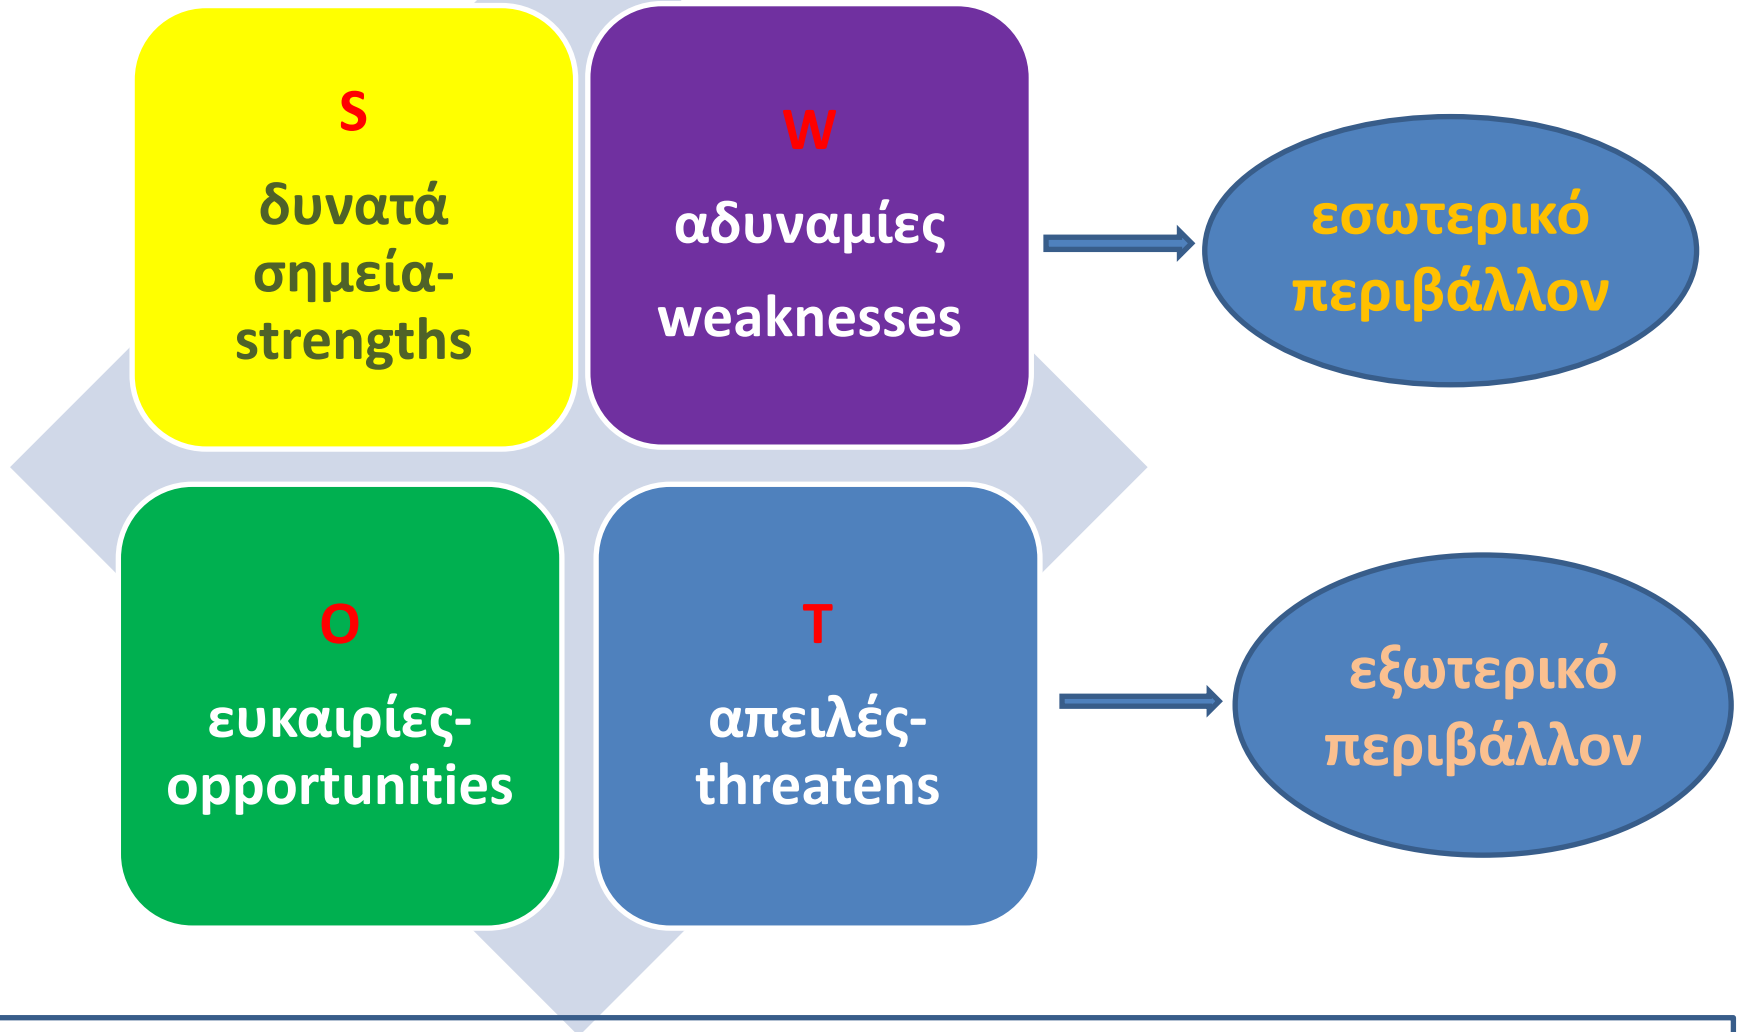 S
δυνατά
σημεία-
strengths
W
αδυναμίες
weaknesses
εσωτερικό
περιβάλλον
O
ευκαιρίες-
opportunities
T
απειλές-
threatens
εξωτερικό
περιβάλλον